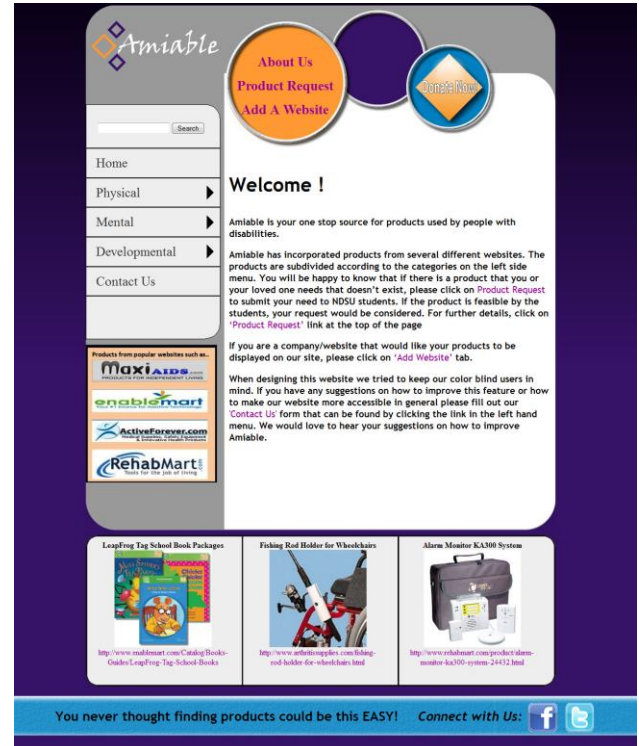 Amiable
About Us
Product Request
Add A Website
Donate Now
Search
Home
Physical
Mental
Developmental
Contact Us
Welcome !
Amiable is your one stop source for products used by people with
disabilities.
Amiable has incorporated products from several different websites. The
products are subdivided according to the categories on the left side
menu. You will be happy to know that if there is a product that you or
your loved one needs that doesn't exist, please click on Product Request
to submit your need to NDSU students. If the product is feasible by the
students, your request would be considered. For further details, click on
'Product Request' link at the top of the page
If you are a company/website that would like your products to be
displayed on our site, please click on 'Add Website' tab.
When designing this website we tried to keep our color blind users in
mind. If you have any suggestions on how to improve this feature or how
to make our website more accessible in general please fill out our
'Contact Us' form that can be found by clicking the link in the left hand
menu. We would love to hear your suggestions on how to improve
Amiable.
Products from popular websites such as..
MaxiAIDS.com
PRODUCTS FOR INDEPENDENT LIVING
enablemart
ActiveForever.com
Medical Supplies, Safety Equipment
& Innovative Health Products
RehabMart.com
Tools for the job of living
LeapFrog Tag School Book Packages
http://www.enablemart.com/Catalog/Books-
Guides/LeapFrog-Tag-School-Books
Fishing Rod Holder for Wheelchairs
http://www.arthritissupplies.com/fishing-
rod-holder-for-wheelchairs.html
Alarm Monitor KA300 System
http://www.rehabmart.com/product/alarm-
monitor-ka300-system-24432.html
You never thought finding products could be this EASY! Connect with Us: